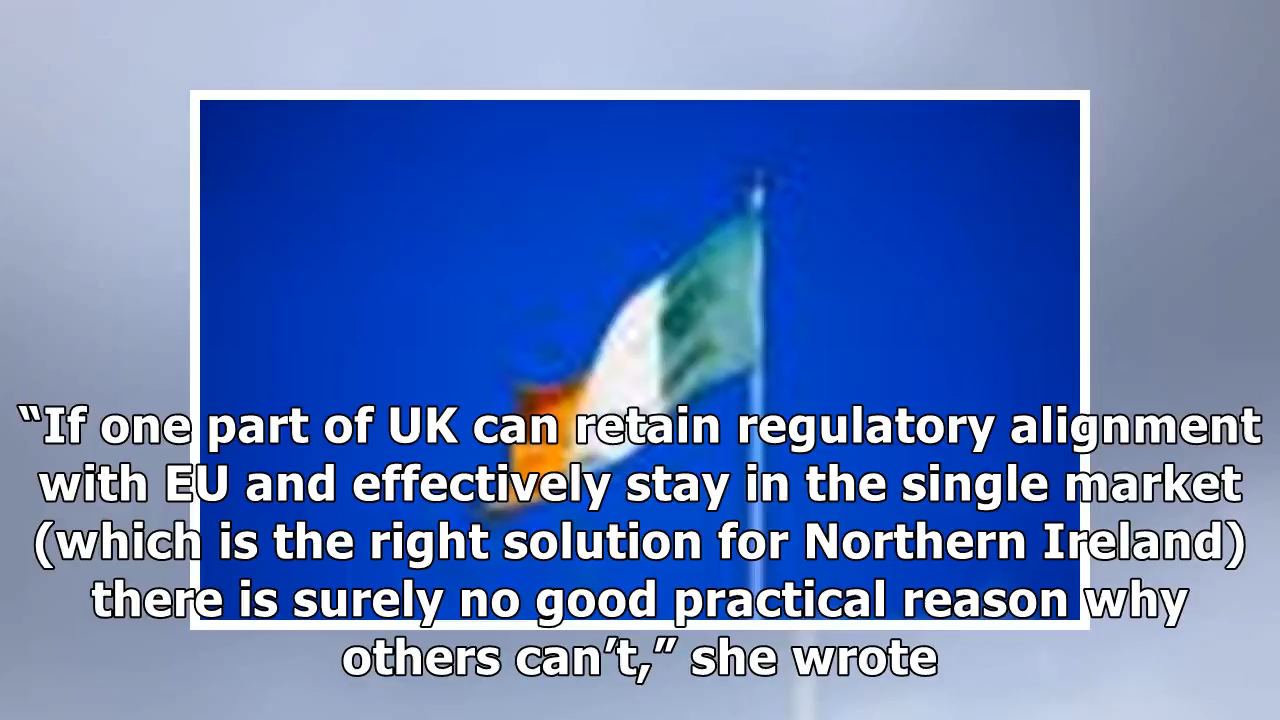 “If one part of UK can retain regulatory alignment
with EU and effectively stay in the single market
(which is the right solution for Northern Ireland)
there is surely no good practical reason why
others can’t,” she wrote